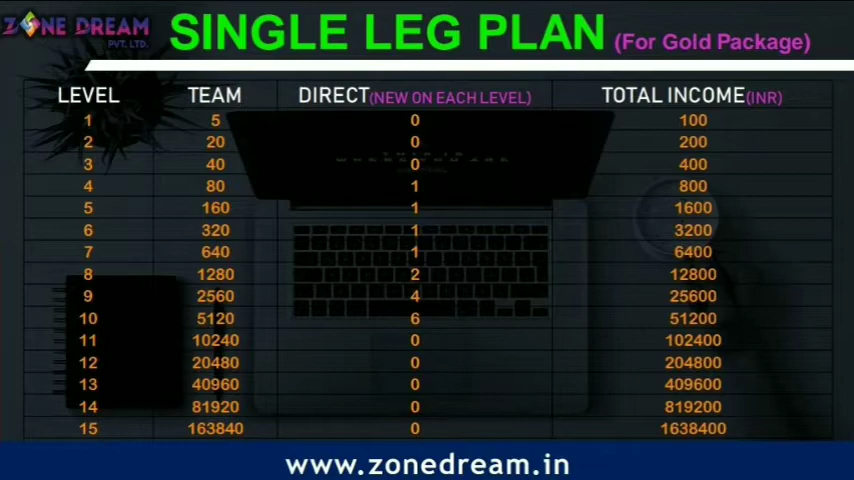 ZONE DREAM
PVT. LTD.
SINGLE LEG PLAN (For Gold Package)
LEVEL TEAM DIRECT(NEW ON EACH LEVEL) TOTAL INCOME(INR)
1 5 0 100
2 20 0 200
3 40 0 400
4 80 1 800
5 160 1 1600
6 320 1 3200
7 640 1 6400
8 1280 2 12800
9 2560 4 25600
10 5120 6 51200
11 10240 0 102400
12 20480 0 204800
13 40960 0 409600
14 81920 0 819200
15 163840 0 1638400
www.zonedream.in